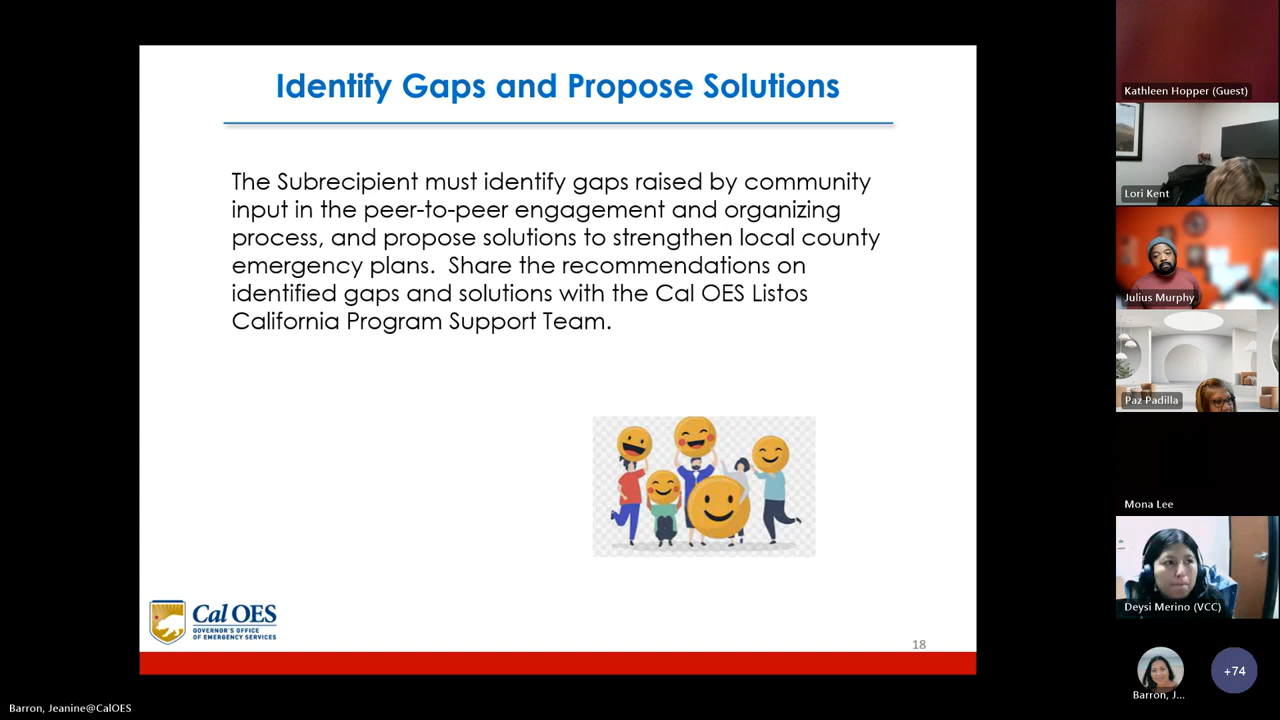 Identify Gaps and Propose Solutions
The Subrecipient must identify gaps raised by community
input in the peer-to-peer engagement and organizing
process, and propose solutions to strengthen local county
emergency plans.  Share the recommendations on
identified gaps and solutions with the Cal OES Listos
California Program Support Team.
Cal OES
GOVERNOR'S OFFICE
OF EMERGENCY SERVICES
18
Barron, Jeanine@CalOES
Kathleen Hopper (Guest)
Lori Kent
Julius Murphy
Paz Padilla
Mona Lee
Deysi Merino (VCC)
Barron, J...
+74